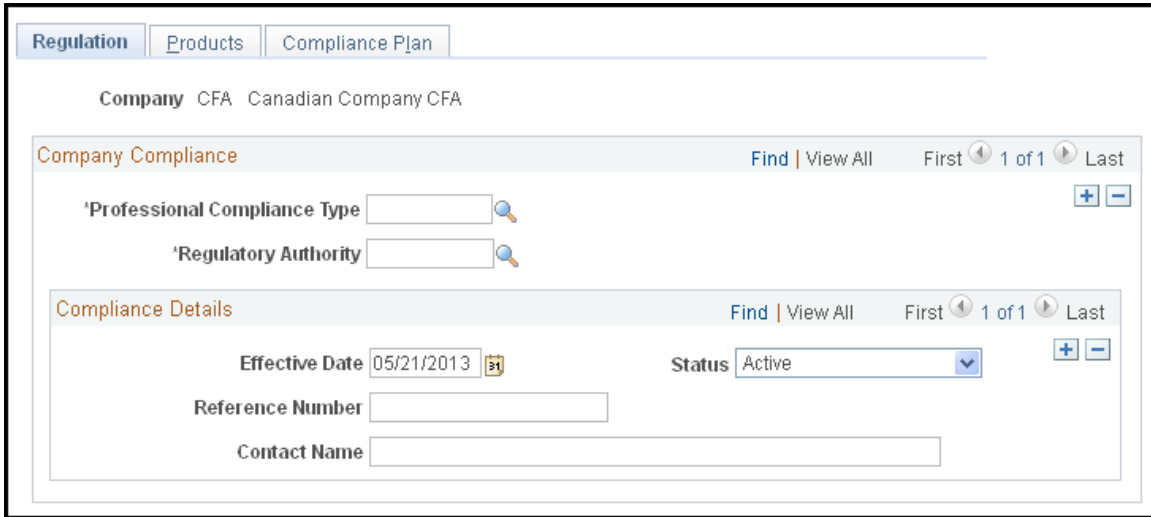 Regulation Products Compliance Plan
Company CFA Canadian Company CFA
Company Compliance Find | View All First 1 of 1 Last
*Professional Compliance Type
*Regulatory Authority
Compliance Details Find | View All First 1 of 1 Last
Effective Date 05/21/2013 31 Status Active
Reference Number
Contact Name